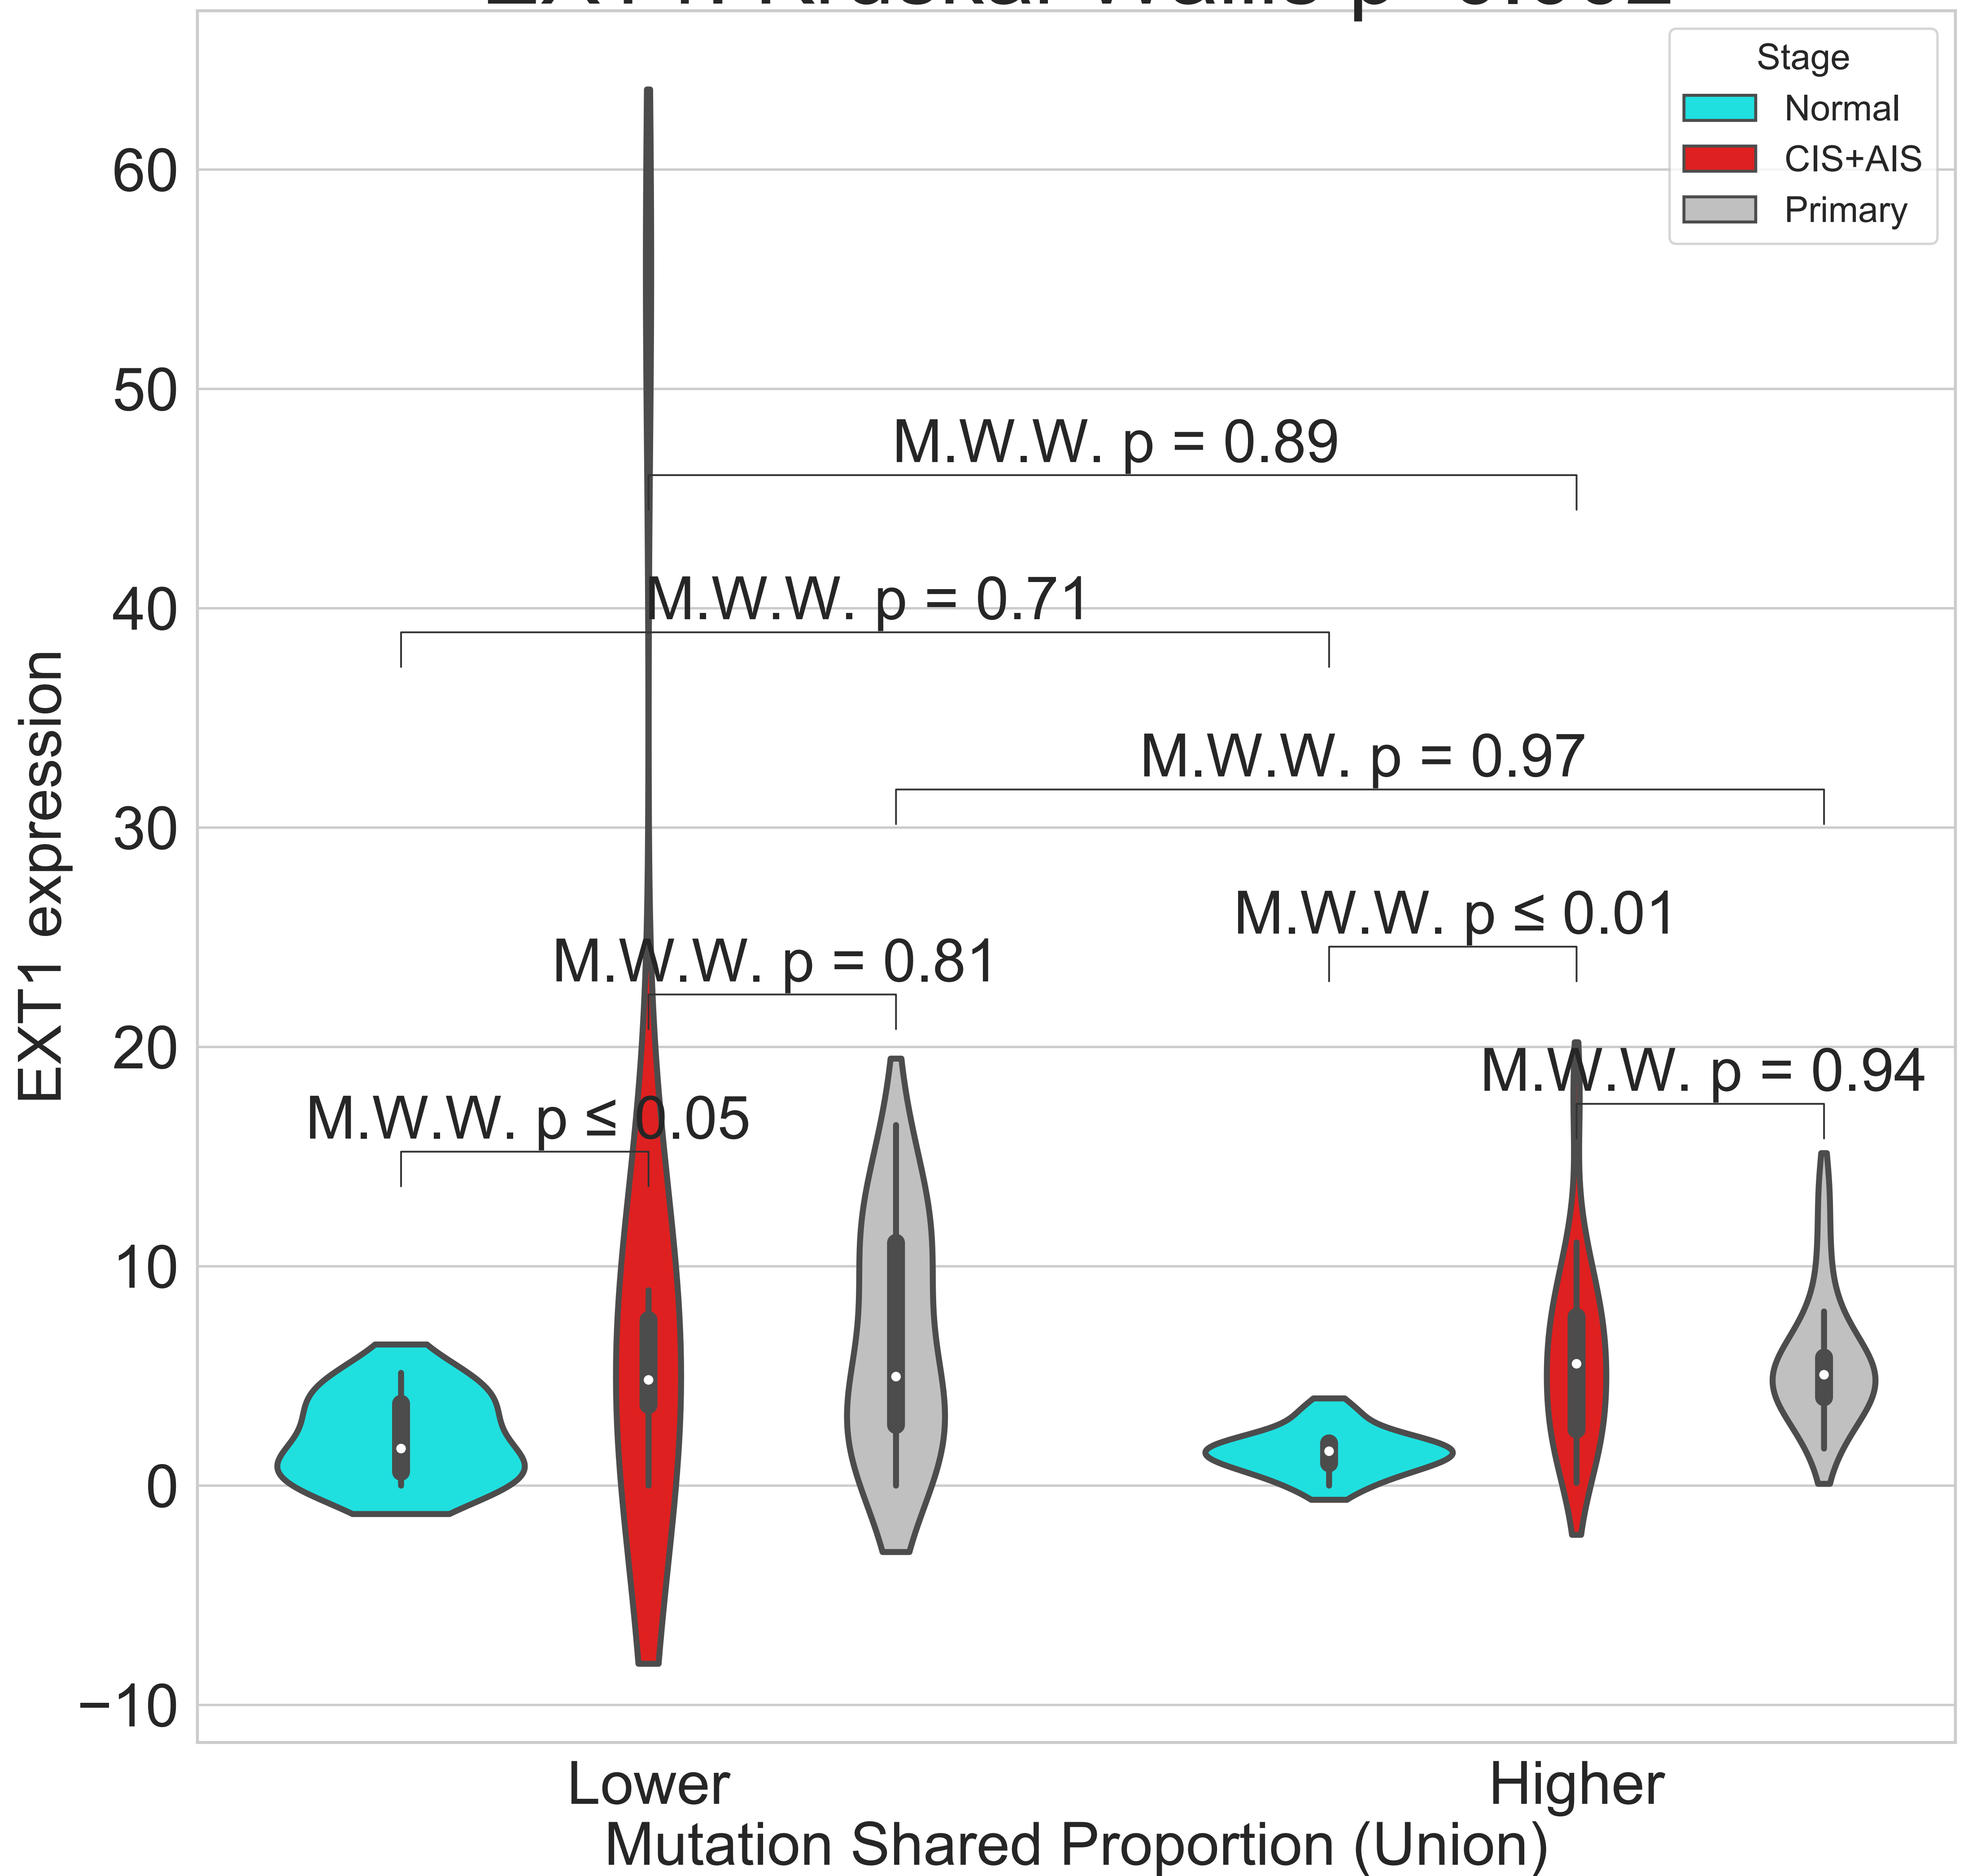 Stage
Normal
CIS+AIS
Primary
60
50
40
30
20
10
0
−10
EXT1 expression
M.W.W. p = 0.89
M.W.W. p = 0.71
M.W.W. p = 0.97
M.W.W. p ≤ 0.01
M.W.W. p = 0.81
M.W.W. p = 0.94
M.W.W. p ≤ 0.05
Lower
Higher
Mutation Shared Proportion (Union)